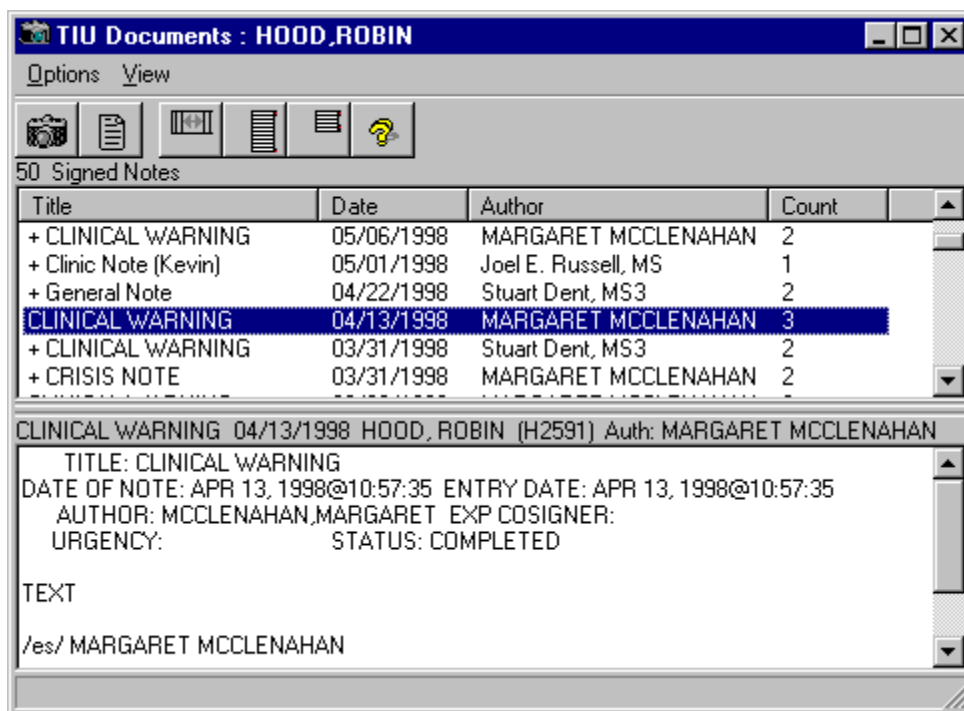 TIU Documents : HOOD,ROBIN
Options View
50 Signed Notes
Title Date Author Count
+ CLINICAL WARNING 05/06/1998 MARGARET MCCLENAHAN 2
+ Clinic Note (Kevin) 05/01/1998 Joel E. Russell, MS 1
+ General Note 04/22/1998 Stuart Dent, MS3 2
CLINICAL WARNING 04/13/1998 MARGARET MCCLENAHAN 3
+ CLINICAL WARNING 03/31/1998 Stuart Dent, MS3 2
+ CRISIS NOTE 03/31/1998 MARGARET MCCLENAHAN 2
CLINICAL WARNING 04/13/1998 HOOD, ROBIN (H2591) Auth: MARGARET MCCLENAHAN
TITLE: CLINICAL WARNING
DATE OF NOTE: APR 13, 1998@10:57:35 ENTRY DATE: APR 13, 1998@10:57:35
AUTHOR: MCCLENAHAN,MARGARET EXP COSIGNER:
URGENCY: STATUS: COMPLETED
TEXT
/es/ MARGARET MCCLENAHAN